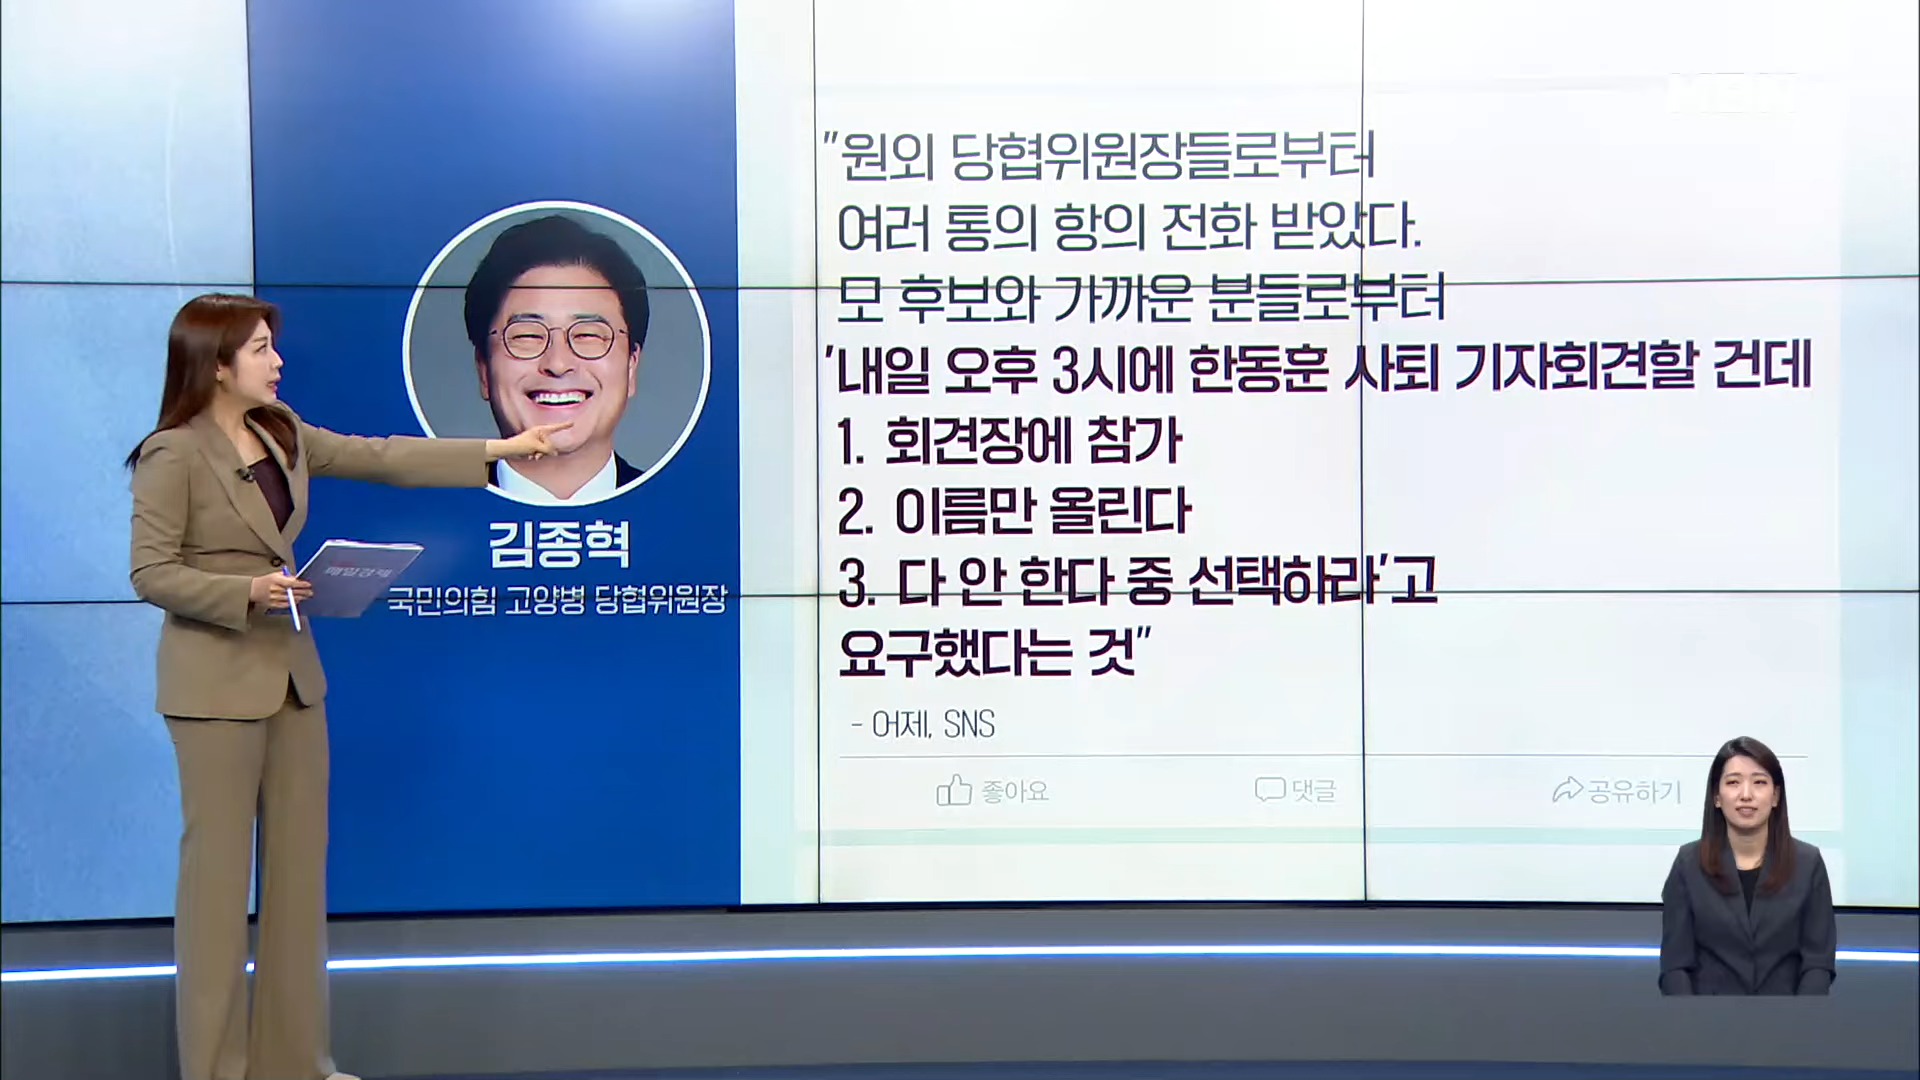 MBN
"원외 당협위원장들로부터
여러 통의 항의 전화 받았다.
모 후보와 가까운 분들로부터
'내일 오후 3시에 한동훈 사퇴 기자회견할 건데
1. 회견장에 참가
2. 이름만 올린다
3. 다 안 한다 중 선택하라'고
요구했다는 것"
- 어제, SNS
좋아요 댓글 공유하기
김종혁
국민의힘 고양병 당협위원장
매일경제